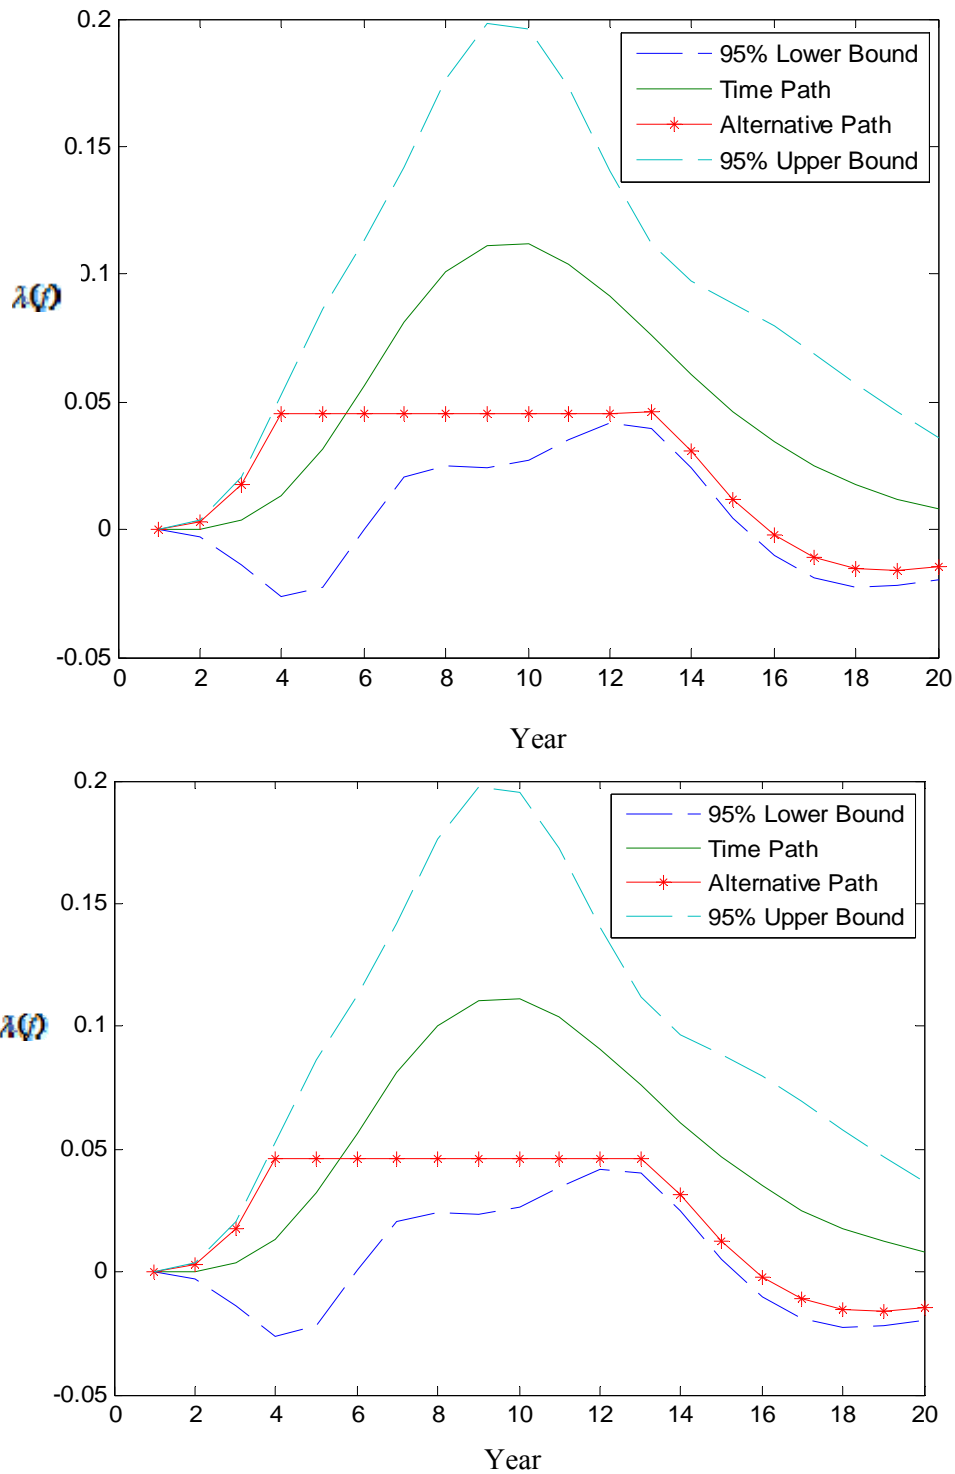 0.2
95% Lower Bound
Time Path
0.15
Alternative Path
95% Upper Bound
0.1
λ(j)
0.05
0
-0.05
0 2 4 6 8 10 12 14 16 18 20
Year
0.2
95% Lower Bound
Time Path
Alternative Path
0.15
95% Upper Bound
0.1
λ(j)
0.05
0
-0.05
0 2 4 6 8 10 12 14 16 18 20
Year